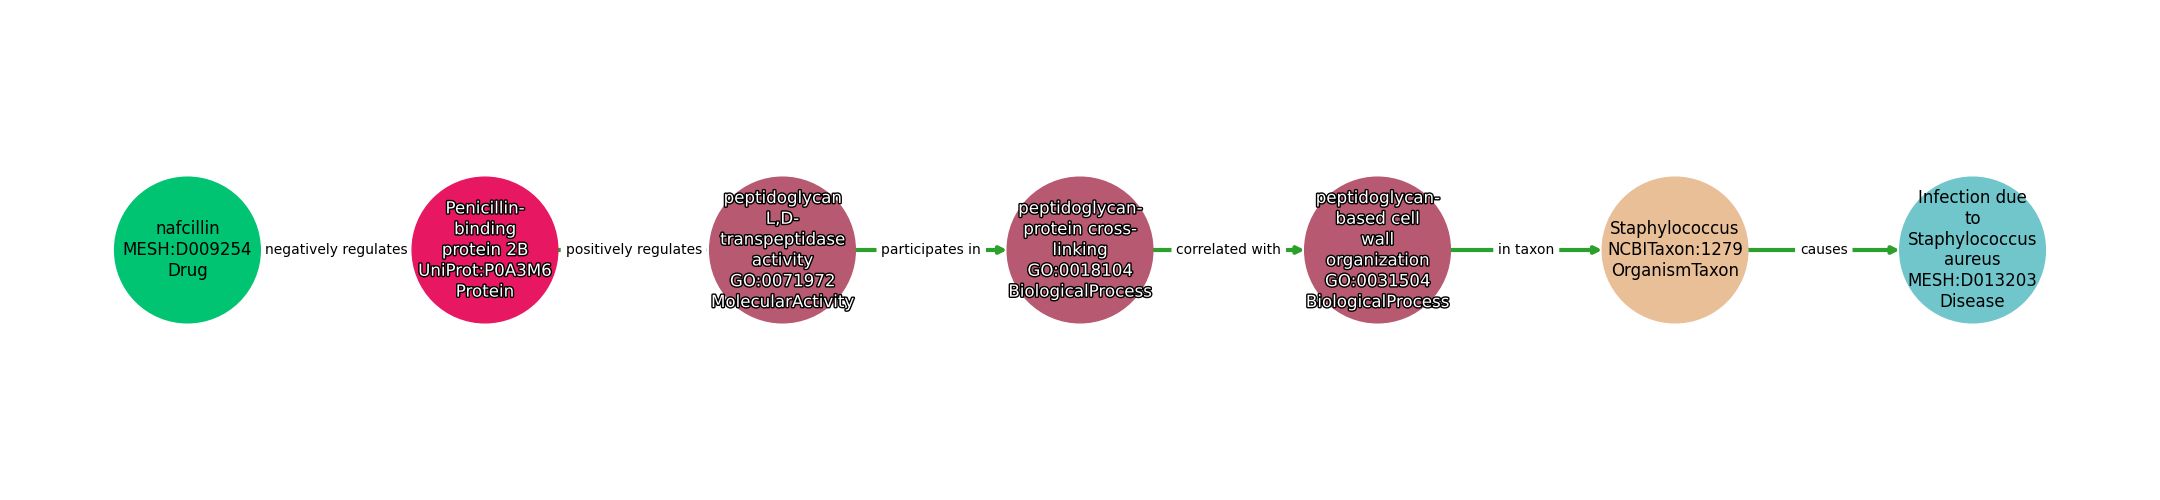 nafcillin
MESH:D009254
Drug
negatively regulates
Penicillin-
binding
protein 2B
UniProt:P0A3M6
Protein
positively regulates
peptidoglycan
L,D-
transpeptidase
activity
GO:0071972
MolecularActivity
participates in
peptidoglycan-
protein cross-
linking
GO:0018104
BiologicalProcess
correlated with
peptidoglycan-
based cell
wall
organization
GO:0031504
BiologicalProcess
in taxon
Staphylococcus
NCBITaxon:1279
OrganismTaxon
causes
Infection due
to
Staphylococcus
aureus
MESH:D013203
Disease